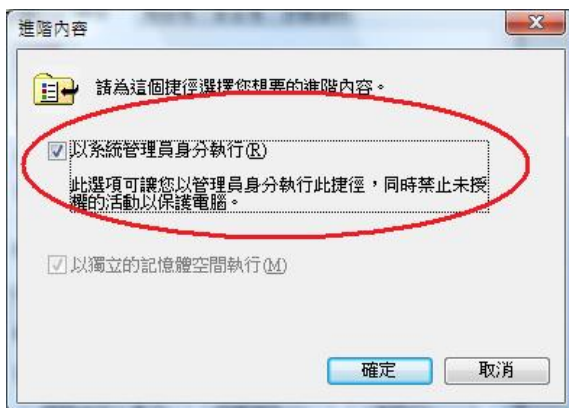 進階內容
請為這個捷徑選擇您想要的進階內容。
以系統管理員身分執行(R)
此選項可讓您以管理員身分執行此捷徑，同時禁止未授
權的活動以保護電腦。
以獨立的記憶體空間執行(M)
確定
取消